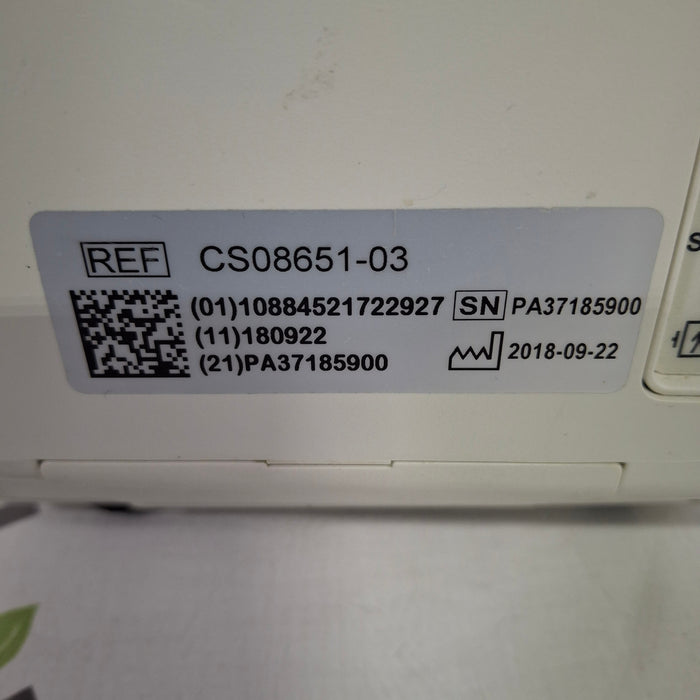 REF CS08651-03
(01)10884521722927 SN PA37185900
(11)180922
(21)PA37185900
2018-09-22
S